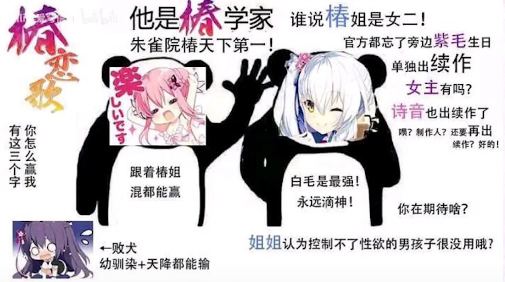 椿恋歌
他是椿学家
朱雀院椿天下第一！
谁说椿姐是女二！
官方都忘了旁边紫毛生日
单独出续作
女主有吗？
诗音也出续作了
噗？制作人？还要再出
续作？好的！
楽しいです
跟着椿姐
混都能赢
白毛是最强！
永远滴神！
你怎么赢我
有这三个字
你在期待啥？
姐姐认为控制不了性欲的男孩子很没用哦？
←败犬
幼馴染+天降都能输